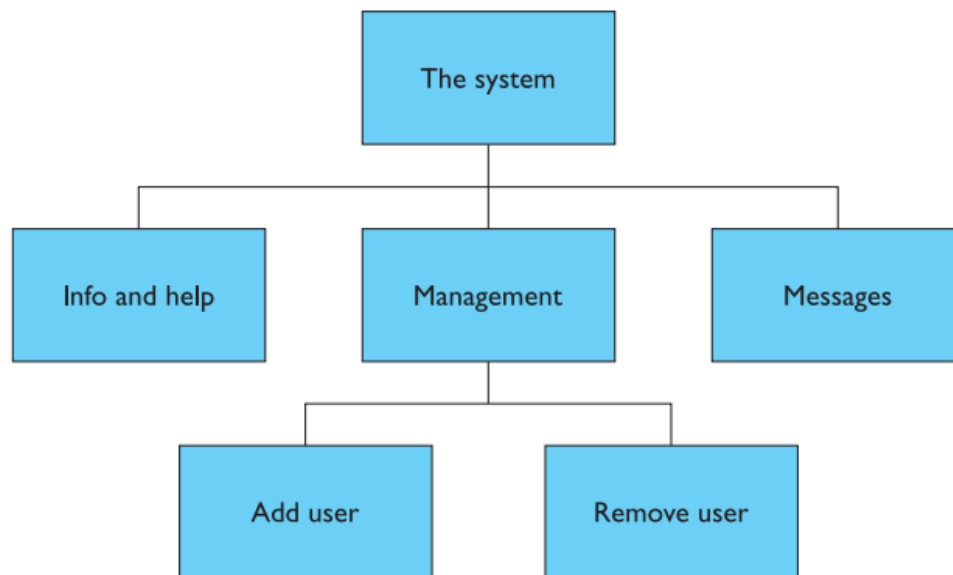 The system
Info and help
Management
Messages
Add user
Remove user